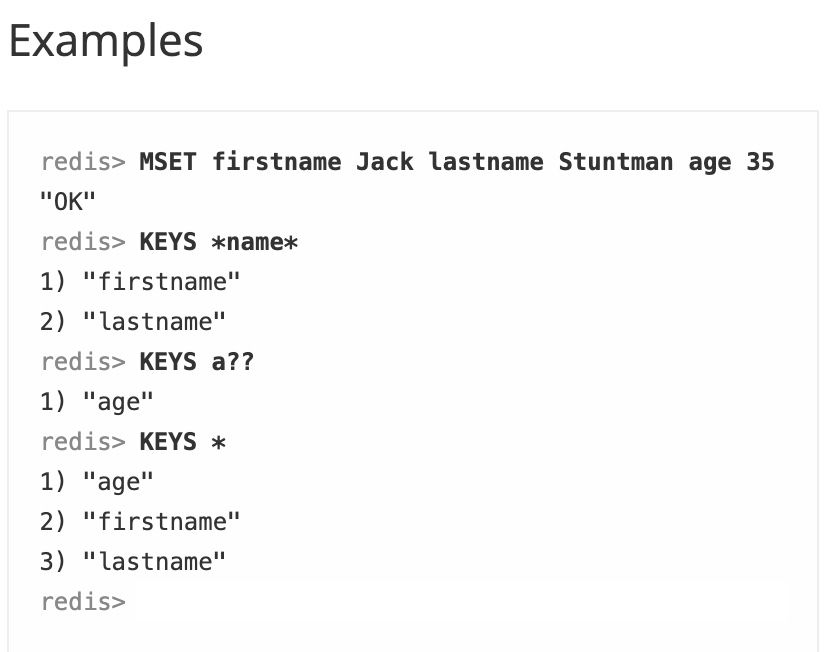 Examples
redis> MSET firstname Jack lastname Stuntman age 35
"OK"
redis> KEYS *name*
1) "firstname"
2) "lastname"
redis> KEYS a??
1) "age"
redis> KEYS *
1) "age"
2) "firstname"
3) "lastname"
redis>